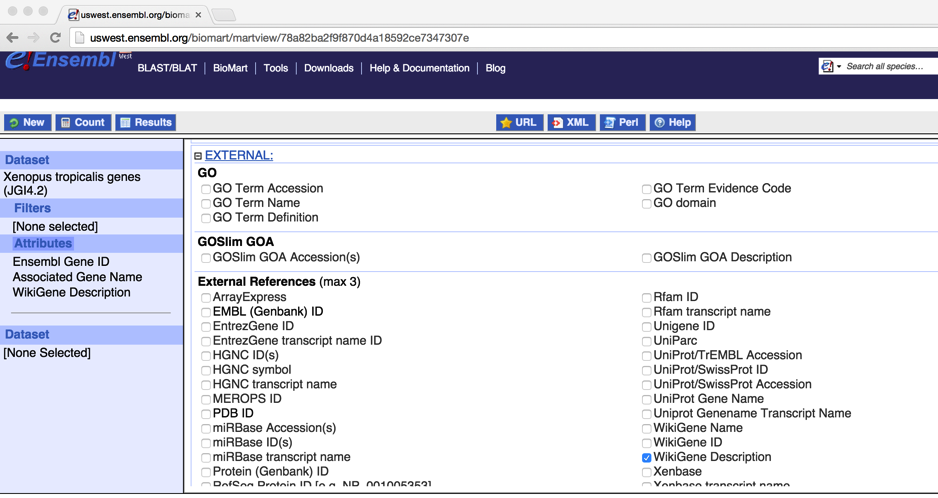 uswest.ensembl.org/bioma
uswest.ensembl.org/biomart/martview/78a82ba2f9f870d4a18592ce7347307e
e!Ensembl West
BLAST/BLAT | BioMart | Tools | Downloads | Help & Documentation | Blog
e! Search all species...
New Count Results URL XML Perl Help
Dataset
Xenopus tropicalis genes
(JGI4.2)
Filters
[None selected]
Attributes
Ensembl Gene ID
Associated Gene Name
WikiGene Description
Dataset
[None Selected]
EXTERNAL:
GO
GO Term Accession
GO Term Name
GO Term Definition
GO Term Evidence Code
GO domain
GOSlim GOA
GOSlim GOA Accession(s)
GOSlim GOA Description
External References (max 3)
ArrayExpress
EMBL (Genbank) ID
EntrezGene ID
EntrezGene transcript name ID
HGNC ID(s)
HGNC symbol
HGNC transcript name
MEROPS ID
PDB ID
miRBase Accession(s)
miRBase ID(s)
miRBase transcript name
Protein (Genbank) ID
RefSeq Protein ID [e.g. NP_001005353]
Rfam ID
Rfam transcript name
Unigene ID
UniParc
UniProt/TrEMBL Accession
UniProt/SwissProt ID
UniProt/SwissProt Accession
UniProt Gene Name
Uniprot Genename Transcript Name
WikiGene Name
WikiGene ID
WikiGene Description
Xenbase
Xenbase transcript name